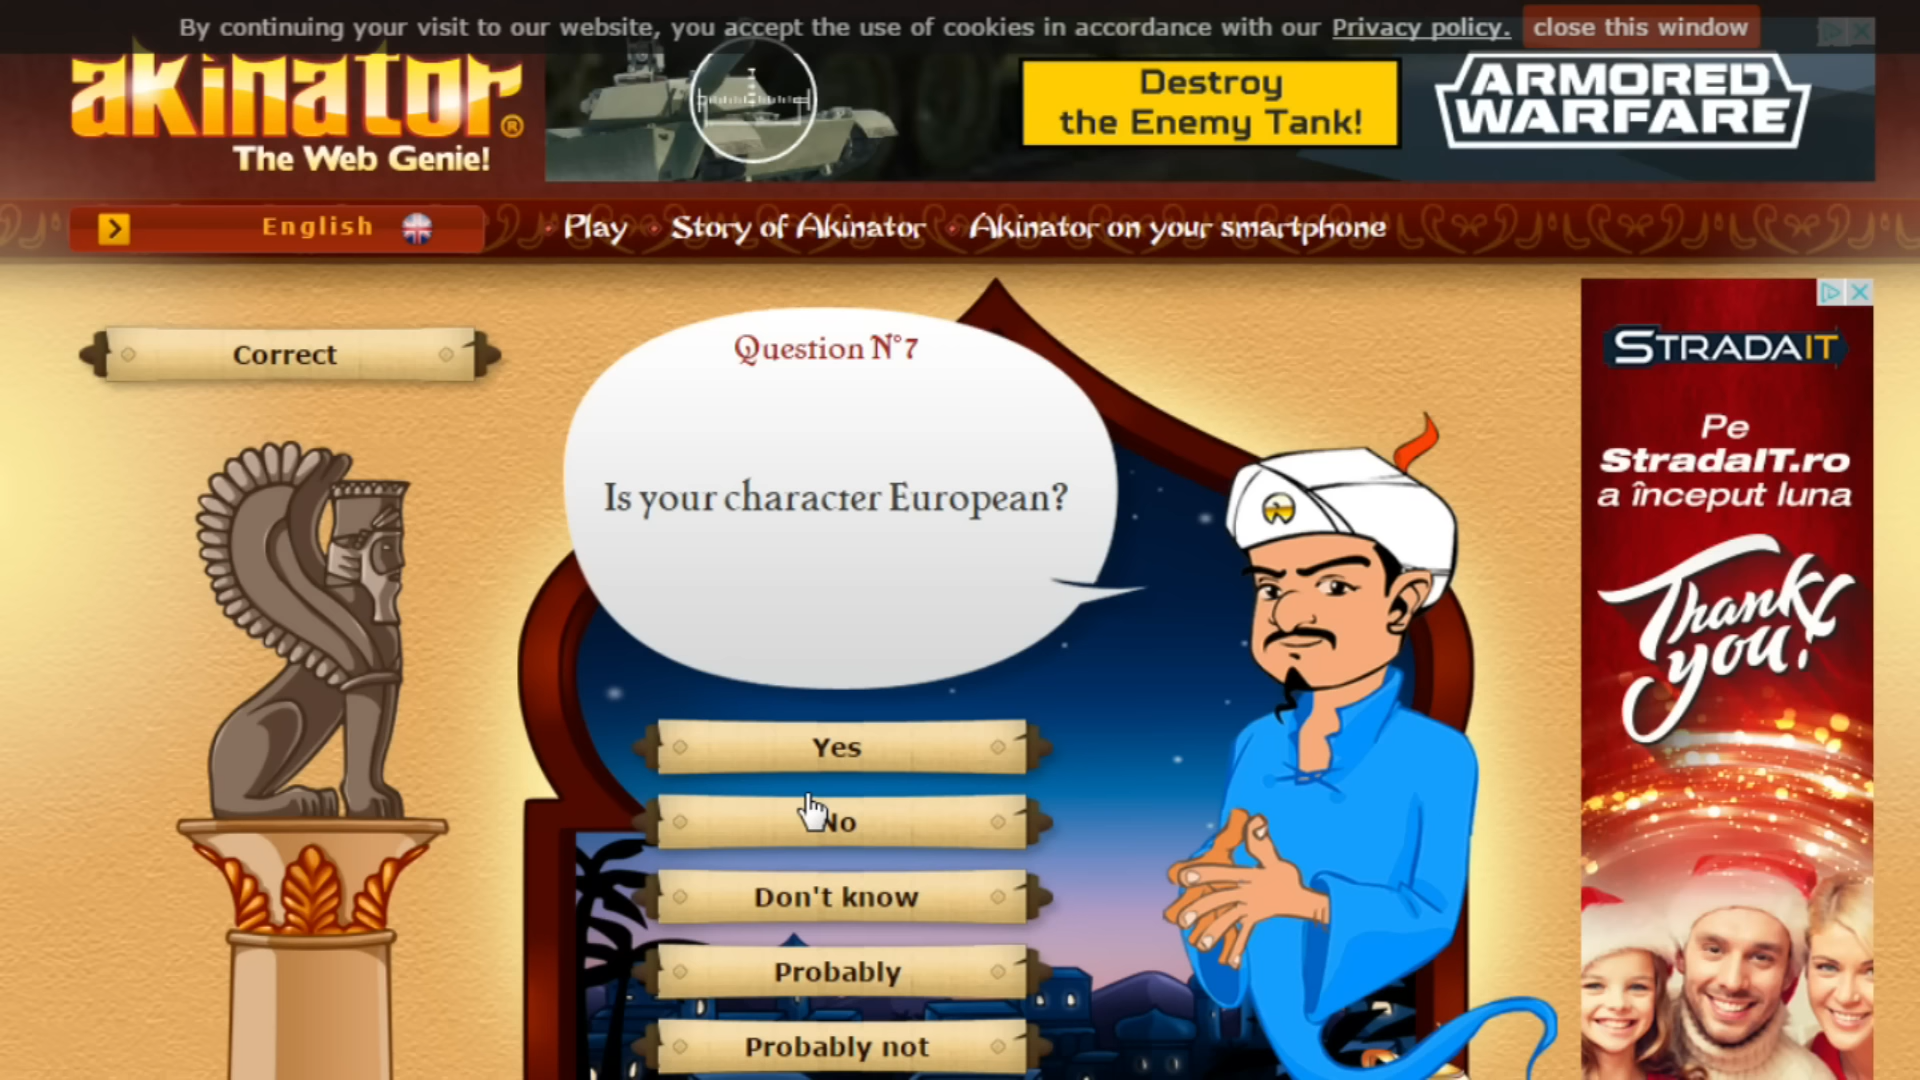 By continuing your visit to our website, you accept the use of cookies in accordance with our Privacy policy. close this window
akinator®
The Web Genie!
Destroy
the Enemy Tank!
ARMORED
WARFARE
English
Play
Story of Akinator
Akinator on your smartphone
Correct
Question N°7
Is your character European?
Yes
No
Don't know
Probably
Probably not
STRADAIT
Pe
StradaIT.ro
a început luna
Thank
you!